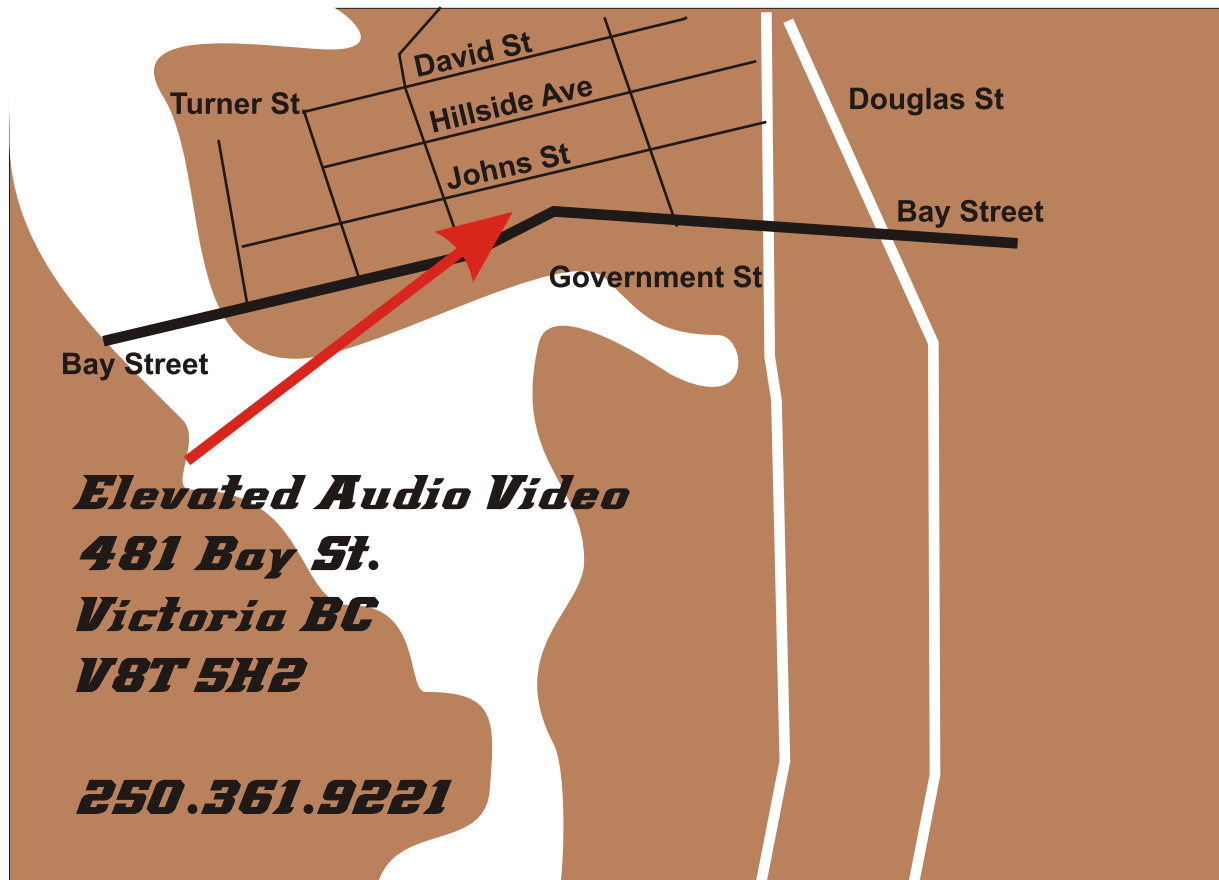 David St
Turner St.
Hillside Ave
Douglas St
Johns St
Bay Street
Government St
Bay Street
Elevated Audio Video
481 Bay St.
Victoria BC
V8T 5H2
250.361.9221